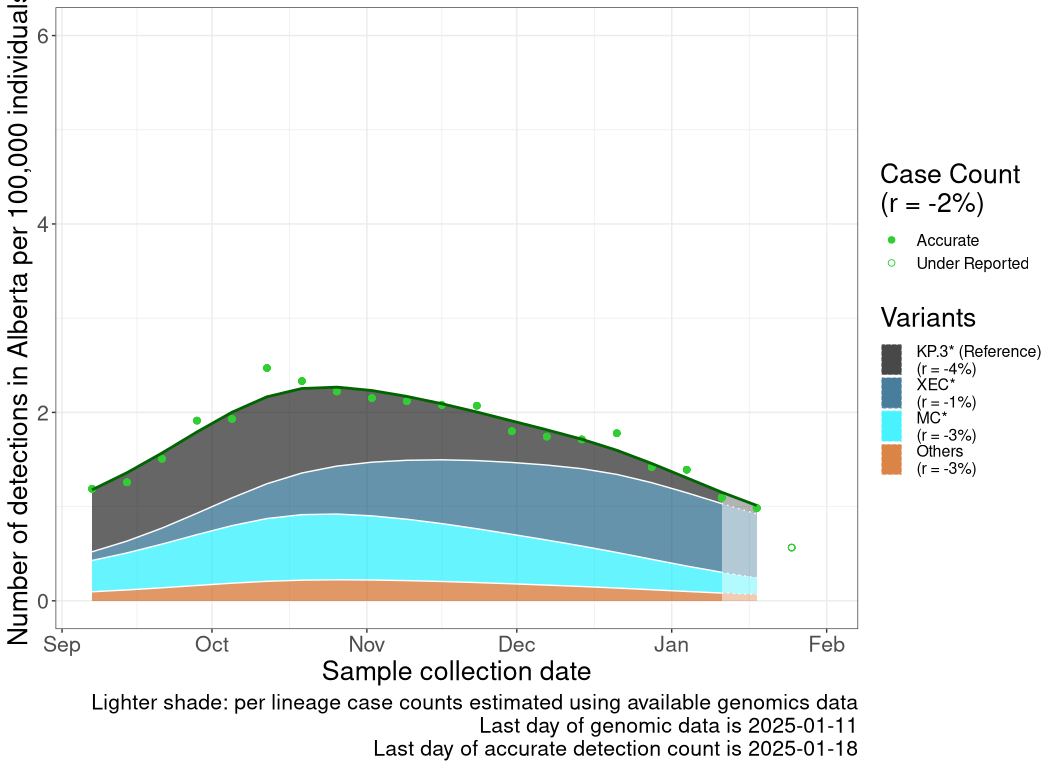 Number of detections in Alberta per 100,000 individuals
6
4
2
0
Sep Oct Nov Dec Jan Feb
Sample collection date
Lighter shade: per lineage case counts estimated using available genomics data
Last day of genomic data is 2025-01-11
Last day of accurate detection count is 2025-01-18
Case Count
(r = -2%)
Accurate
Under Reported
Variants
KP.3* (Reference)
(r = -4%)
XEC*
(r = -1%)
MC*
(r = -3%)
Others
(r = -3%)